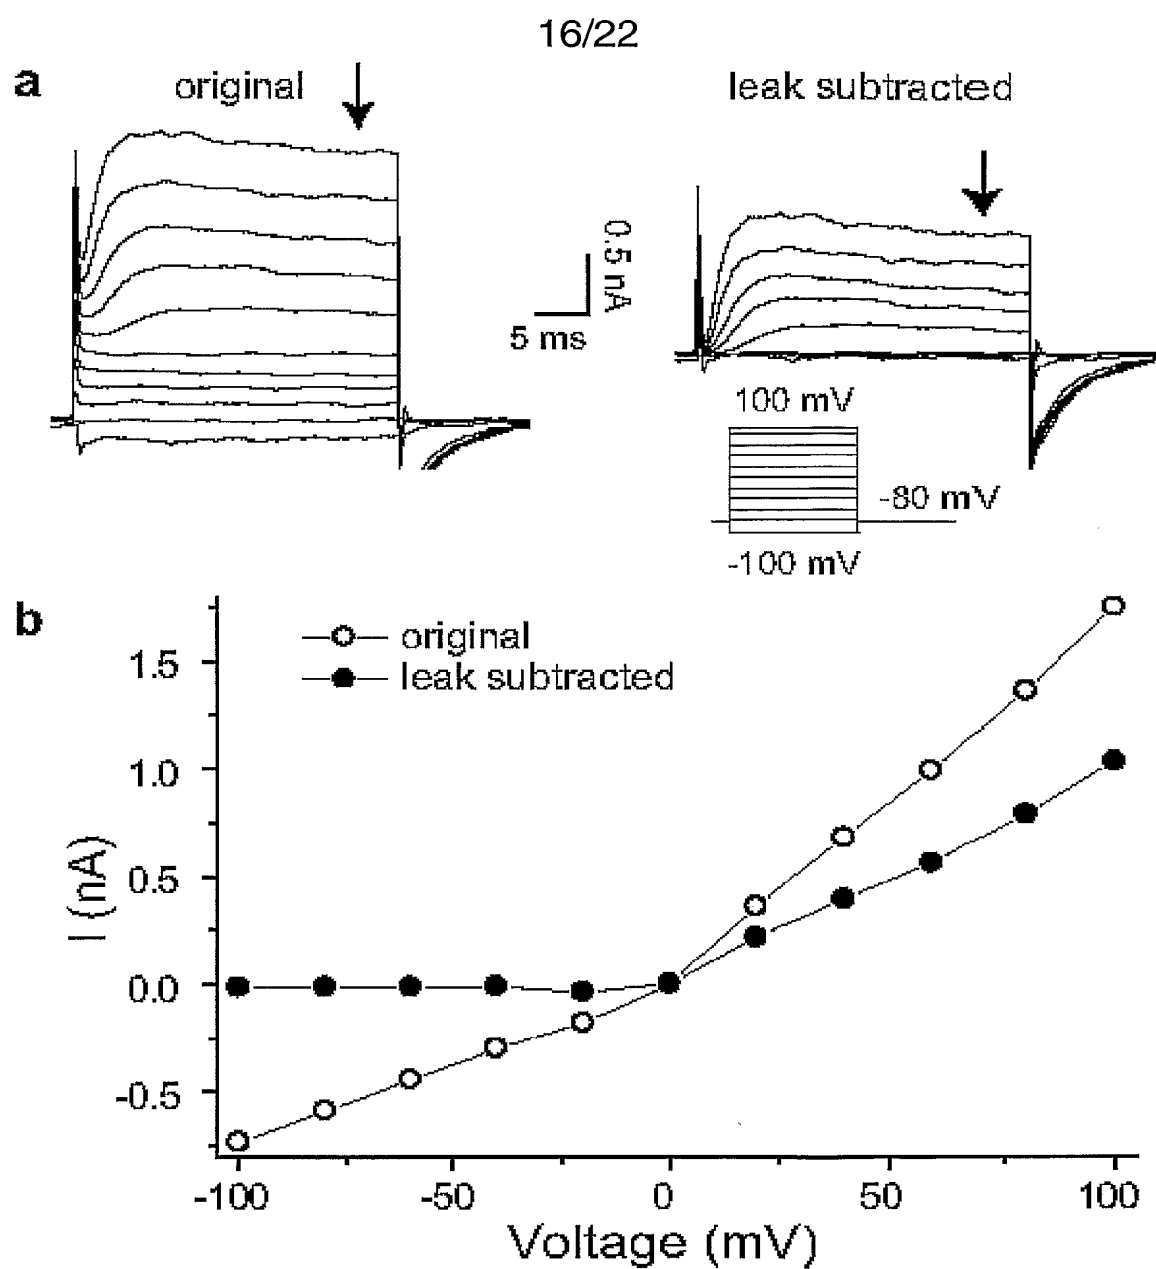 16/22
a
original
leak subtracted
0.5 nA
5 ms
100 mV
-80 mV
-100 mV
b
original
leak subtracted
1.5
1.0
0.5
0.0
-0.5
I (nA)
-100
-50
0
50
100
Voltage (mV)